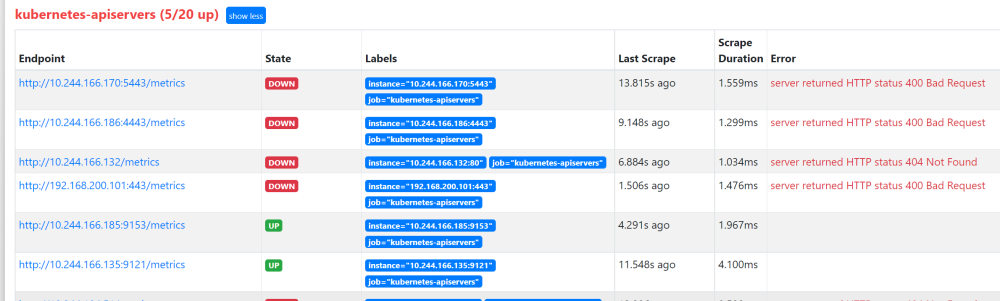 kubernetes-apiservers (5/20 up) show less
Scrape
Endpoint State Labels Last Scrape Duration Error
http://10.244.166.170:5443/metrics DOWN instance="10.244.166.170:5443" 13.815s ago 1.559ms server returned HTTP status 400 Bad Request
job="kubernetes-apiservers"
http://10.244.166.186:4443/metrics DOWN instance="10.244.166.186:4443" 9.148s ago 1.299ms server returned HTTP status 400 Bad Request
job="kubernetes-apiservers"
http://10.244.166.132/metrics DOWN instance="10.244.166.132:80" job="kubernetes-apiservers" 6.884s ago 1.034ms server returned HTTP status 404 Not Found
http://192.168.200.101:443/metrics DOWN instance="192.168.200.101:443" 1.506s ago 1.476ms server returned HTTP status 400 Bad Request
job="kubernetes-apiservers"
http://10.244.166.185:9153/metrics UP instance="10.244.166.185:9153" 4.291s ago 1.967ms
job="kubernetes-apiservers"
http://10.244.166.135:9121/metrics UP instance="10.244.166.135:9121" 11.548s ago 4.100ms
job="kubernetes-apiservers"